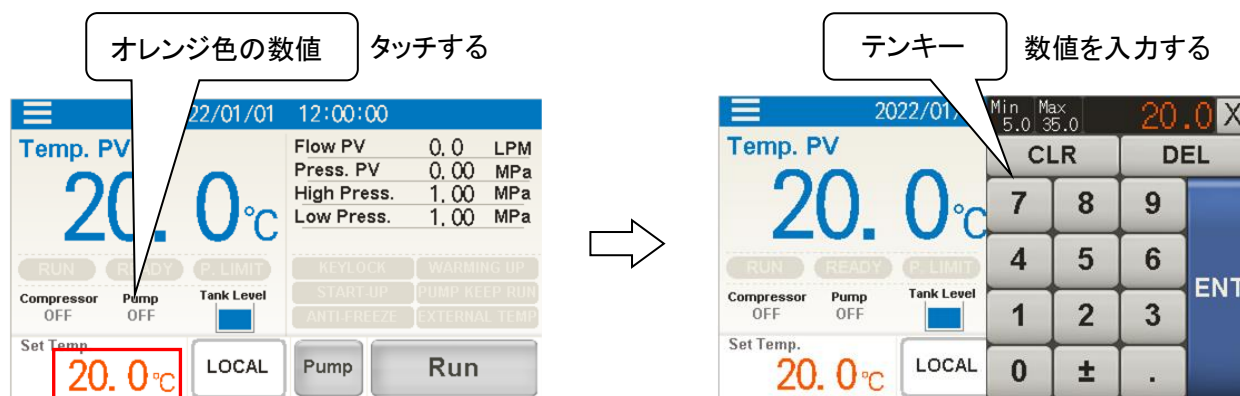 オレンジ色の数値
タッチする
22/01/01 12:00:00
Temp. PV
20.0℃
Flow PV 0.0 LPM
Press. PV 0.00 MPa
High Press. 1.00 MPa
Low Press. 1.00 MPa
RUN READY P. LIMIT
KEYLOCK WARMING UP
START UP PUMP KEEP RUN
ANTI-FREEZE EXTERNAL TEMP
Compressor Pump Tank Level
OFF OFF
Set Temp.
20.0℃
LOCAL
Pump
Run
テンキー
数値を入力する
2022/01/
Min Max
5.0 35.0
20.0 X
Temp. PV
20.0℃
RUN READY P. LIMIT
Compressor Pump Tank Level
OFF OFF
Set Temp.
20.0℃
LOCAL
CLR DEL
7 8 9
4 5 6
ENT
1 2 3
0 ± .